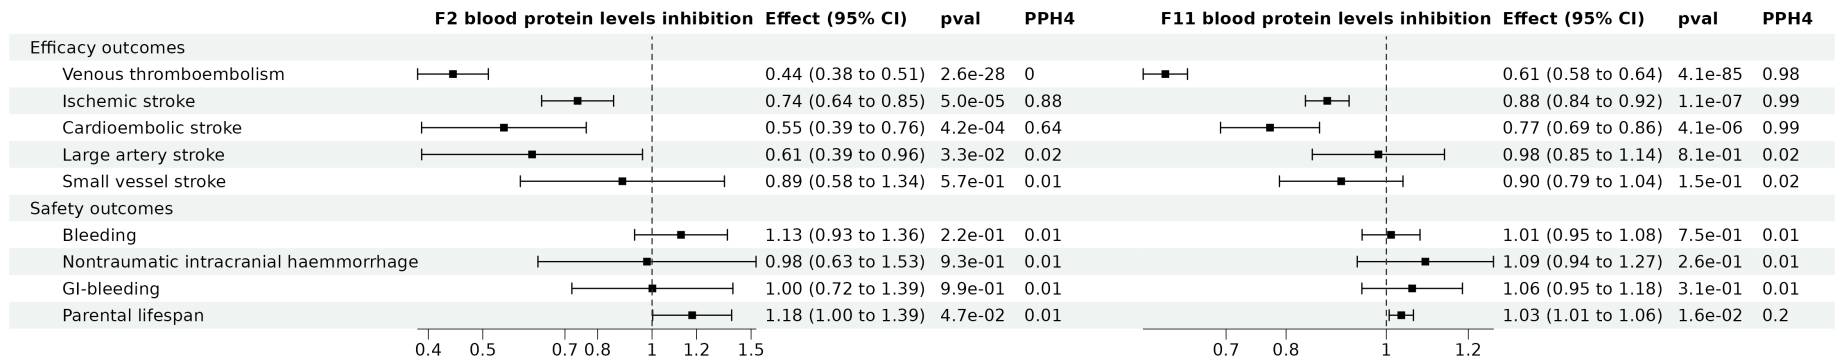 F2 blood protein levels inhibition Effect (95% CI) pval PPH4 F11 blood protein levels inhibition Effect (95% CI) pval PPH4
Efficacy outcomes
Venous thromboembolism 0.44 (0.38 to 0.51) 2.6e-28 0 0.61 (0.58 to 0.64) 4.1e-85 0.98
Ischemic stroke 0.74 (0.64 to 0.85) 5.0e-05 0.88 0.88 (0.84 to 0.92) 1.1e-07 0.99
Cardioembolic stroke 0.55 (0.39 to 0.76) 4.2e-04 0.64 0.77 (0.69 to 0.86) 4.1e-06 0.99
Large artery stroke 0.61 (0.39 to 0.96) 3.3e-02 0.02 0.98 (0.85 to 1.14) 8.1e-01 0.02
Small vessel stroke 0.89 (0.58 to 1.34) 5.7e-01 0.01 0.90 (0.79 to 1.04) 1.5e-01 0.02
Safety outcomes
Bleeding 1.13 (0.93 to 1.36) 2.2e-01 0.01 1.01 (0.95 to 1.08) 7.5e-01 0.01
Nontraumatic intracranial haemmorrhage 0.98 (0.63 to 1.53) 9.3e-01 0.01 1.09 (0.94 to 1.27) 2.6e-01 0.01
GI-bleeding 1.00 (0.72 to 1.39) 9.9e-01 0.01 1.06 (0.95 to 1.18) 3.1e-01 0.01
Parental lifespan 1.18 (1.00 to 1.39) 4.7e-02 0.01 1.03 (1.01 to 1.06) 1.6e-02 0.2
0.4 0.5 0.7 0.8 1 1.2 1.5 0.7 0.8 1 1.2